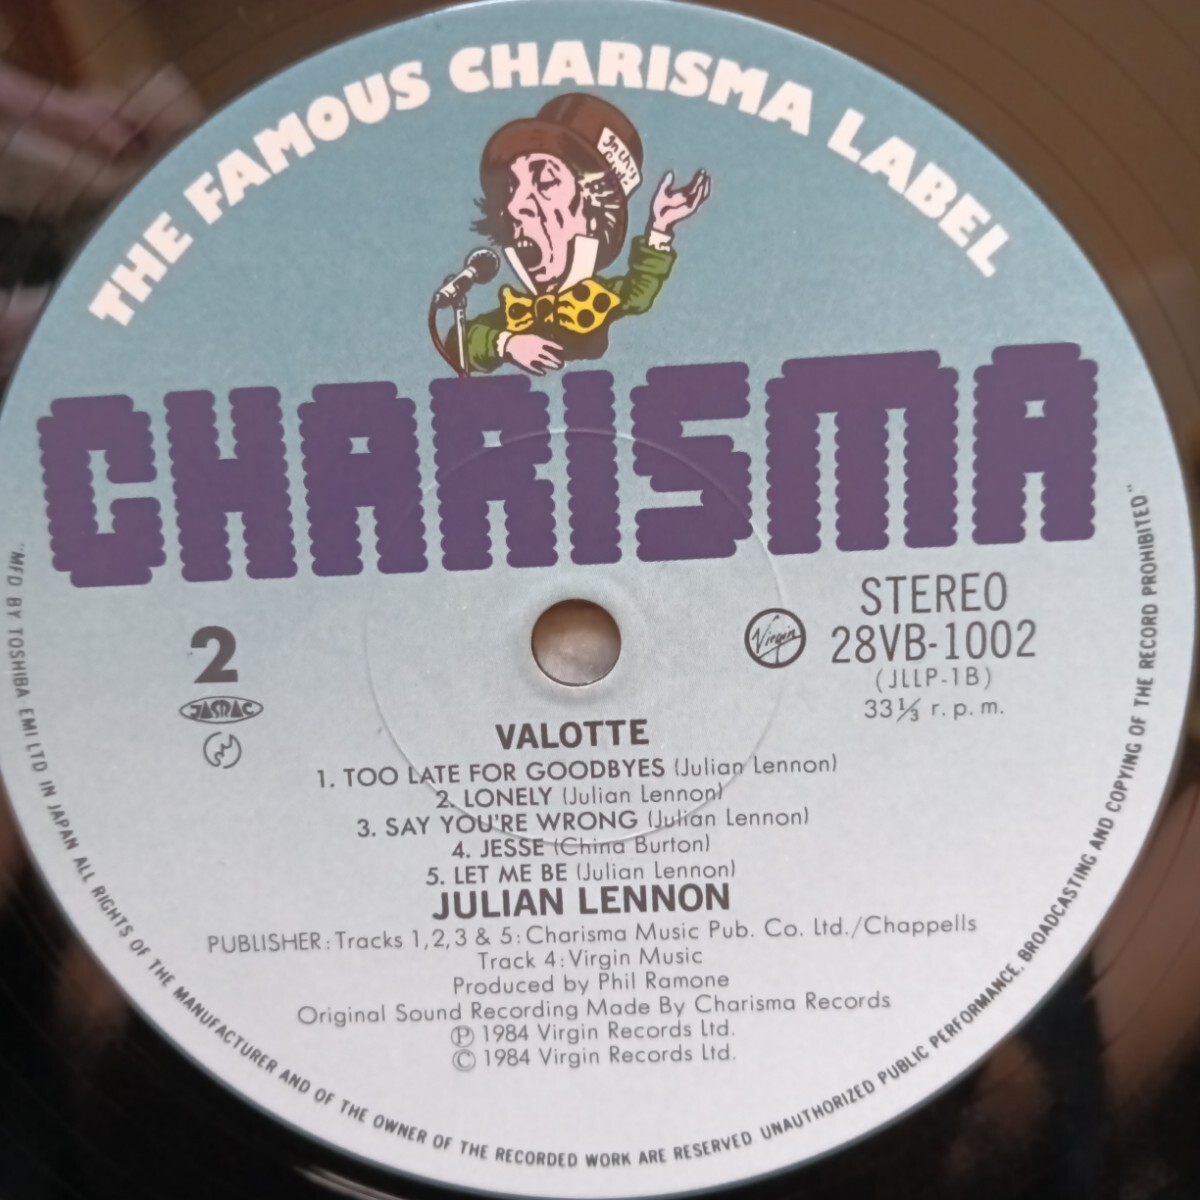 THE FAMOUS CHARISMA LABEL
CHARISMA
2
JASRAC
Virgin
STEREO
28VB-1002
(JLLP-1B)
33⅓ r.p.m.
VALOTTE
1. TOO LATE FOR GOODBYES (Julian Lennon)
2. LONELY (Julian Lennon)
3. SAY YOU'RE WRONG (Julian Lennon)
4. JESSE (China Burton)
5. LET ME BE (Julian Lennon)
JULIAN LENNON
PUBLISHER: Tracks 1,2,3 & 5: Charisma Music Pub. Co. Ltd./Chappells
Track 4: Virgin Music
Produced by Phil Ramone
Original Sound Recording Made By Charisma Records
Ⓟ 1984 Virgin Records Ltd.
© 1984 Virgin Records Ltd.
"MFD BY TOSHIBA EMI LTD IN JAPAN ALL RIGHTS OF THE MANUFACTURER AND OF THE OWNER OF THE RECORDED WORK ARE RESERVED UNAUTHORIZED PUBLIC PERFORMANCE. BROADCASTING AND COPYING OF THE RECORD PROHIBITED"